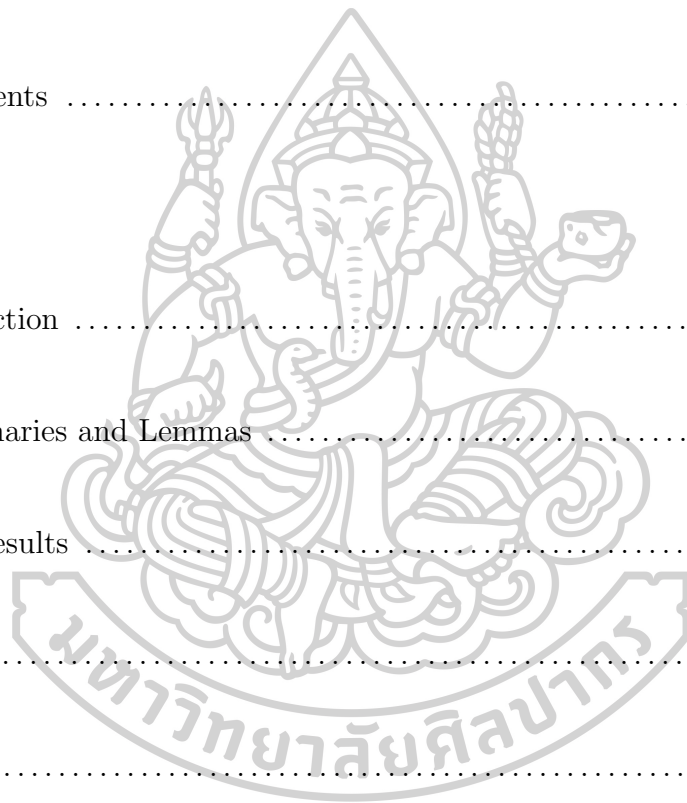 ents ........................................
ction ........................................
naries and Lemmas ........................................
esults ........................................
........................................
........................................
มหาวิทยาลัยศิลปากร